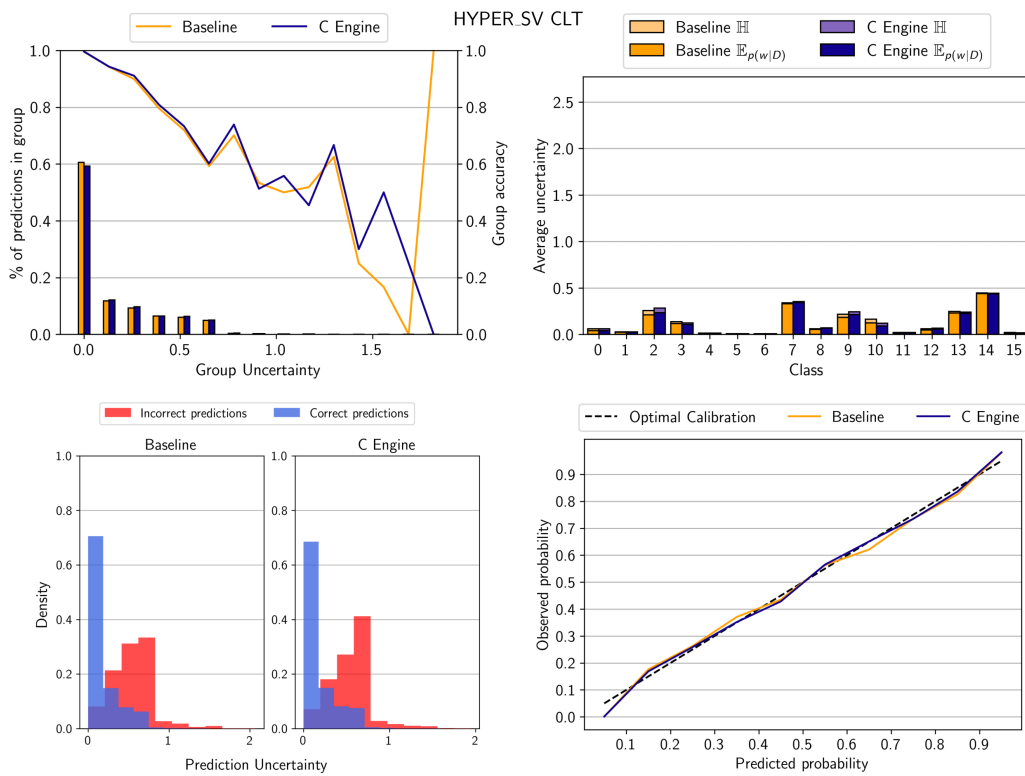 HYPER_SV CLT
Baseline
C Engine
1.0
0.8
0.6
0.4
0.2
0.0
% of predictions in group
1.0
0.8
0.6
0.4
0.2
0.0
Group accuracy
0.0 0.5 1.0 1.5
Group Uncertainty
Baseline ℍ
C Engine ℍ
Baseline 𝔼p(w|D)
C Engine 𝔼p(w|D)
2.5
2.0
1.5
1.0
0.5
0.0
Average uncertainty
0 1 2 3 4 5 6 7 8 9 10 11 12 13 14 15
Class
Incorrect predictions
Correct predictions
Baseline
C Engine
1.0
0.8
0.6
0.4
0.2
0.0
Density
0 1 2
1.0
0.8
0.6
0.4
0.2
0.0
0 1 2
Prediction Uncertainty
Optimal Calibration
Baseline
C Engine
0.9
0.8
0.7
0.6
0.5
0.4
0.3
0.2
0.1
0.0
Observed probability
0.1 0.2 0.3 0.4 0.5 0.6 0.7 0.8 0.9
Predicted probability